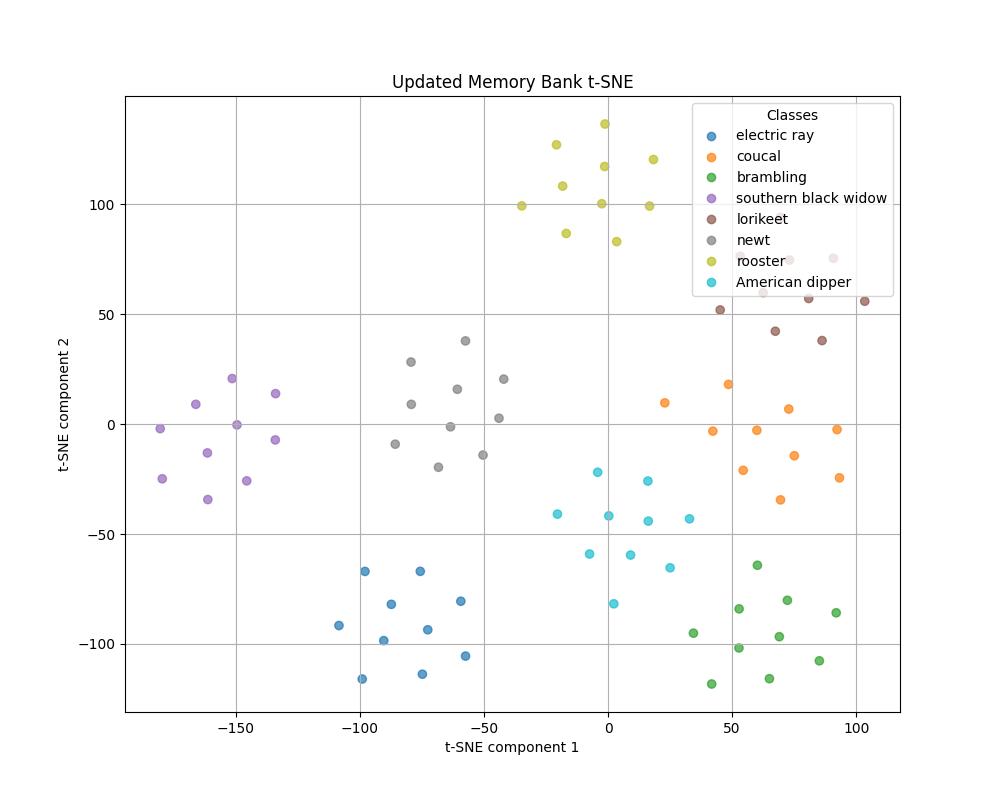 Updated Memory Bank t-SNE
Classes
electric ray
coucal
brambling
southern black widow
lorikeet
newt
rooster
American dipper
100
50
0
−50
−100
t-SNE component 2
−150
−100
−50
0
50
100
t-SNE component 1